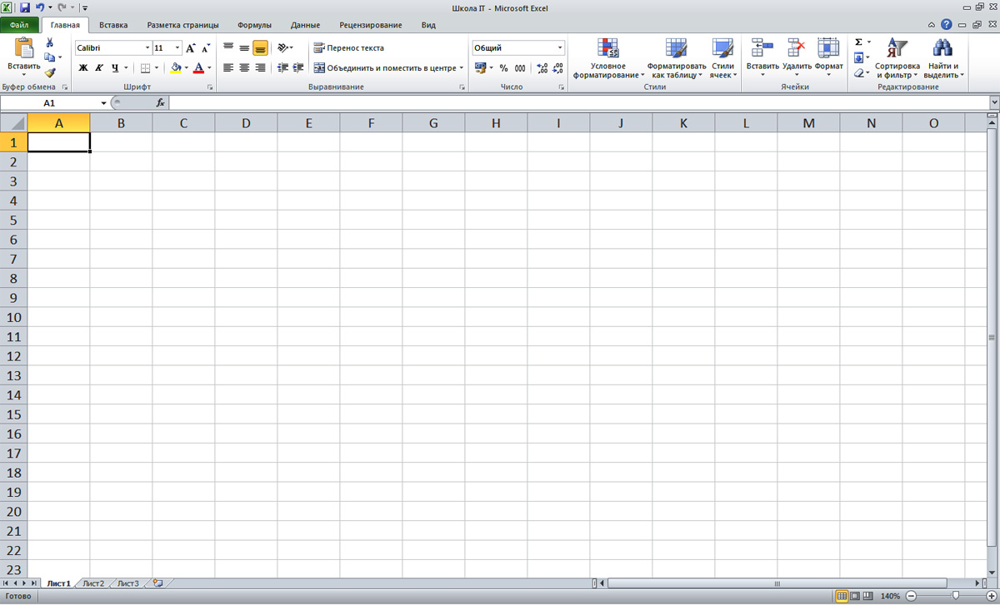 Школа IT - Microsoft Excel
Файл Главная Вставка Разметка страницы Формулы Данные Рецензирование Вид
Calibri 11 Перенос текста Общий
Вставить
Ж К Ч Объединить и поместить в центре % 000
Условное форматирование Форматировать как таблицу Стили ячеек
Вставить Удалить Формат
Σ Сортировка и фильтр Найти и выделить
Буфер обмена Шрифт Выравнивание Число Стили Ячейки Редактирование
A1 fx
A B C D E F G H I J K L M N O
1
2
3
4
5
6
7
8
9
10
11
12
13
14
15
16
17
18
19
20
21
22
23
Лист1 Лист2 Лист3
Готово 140%